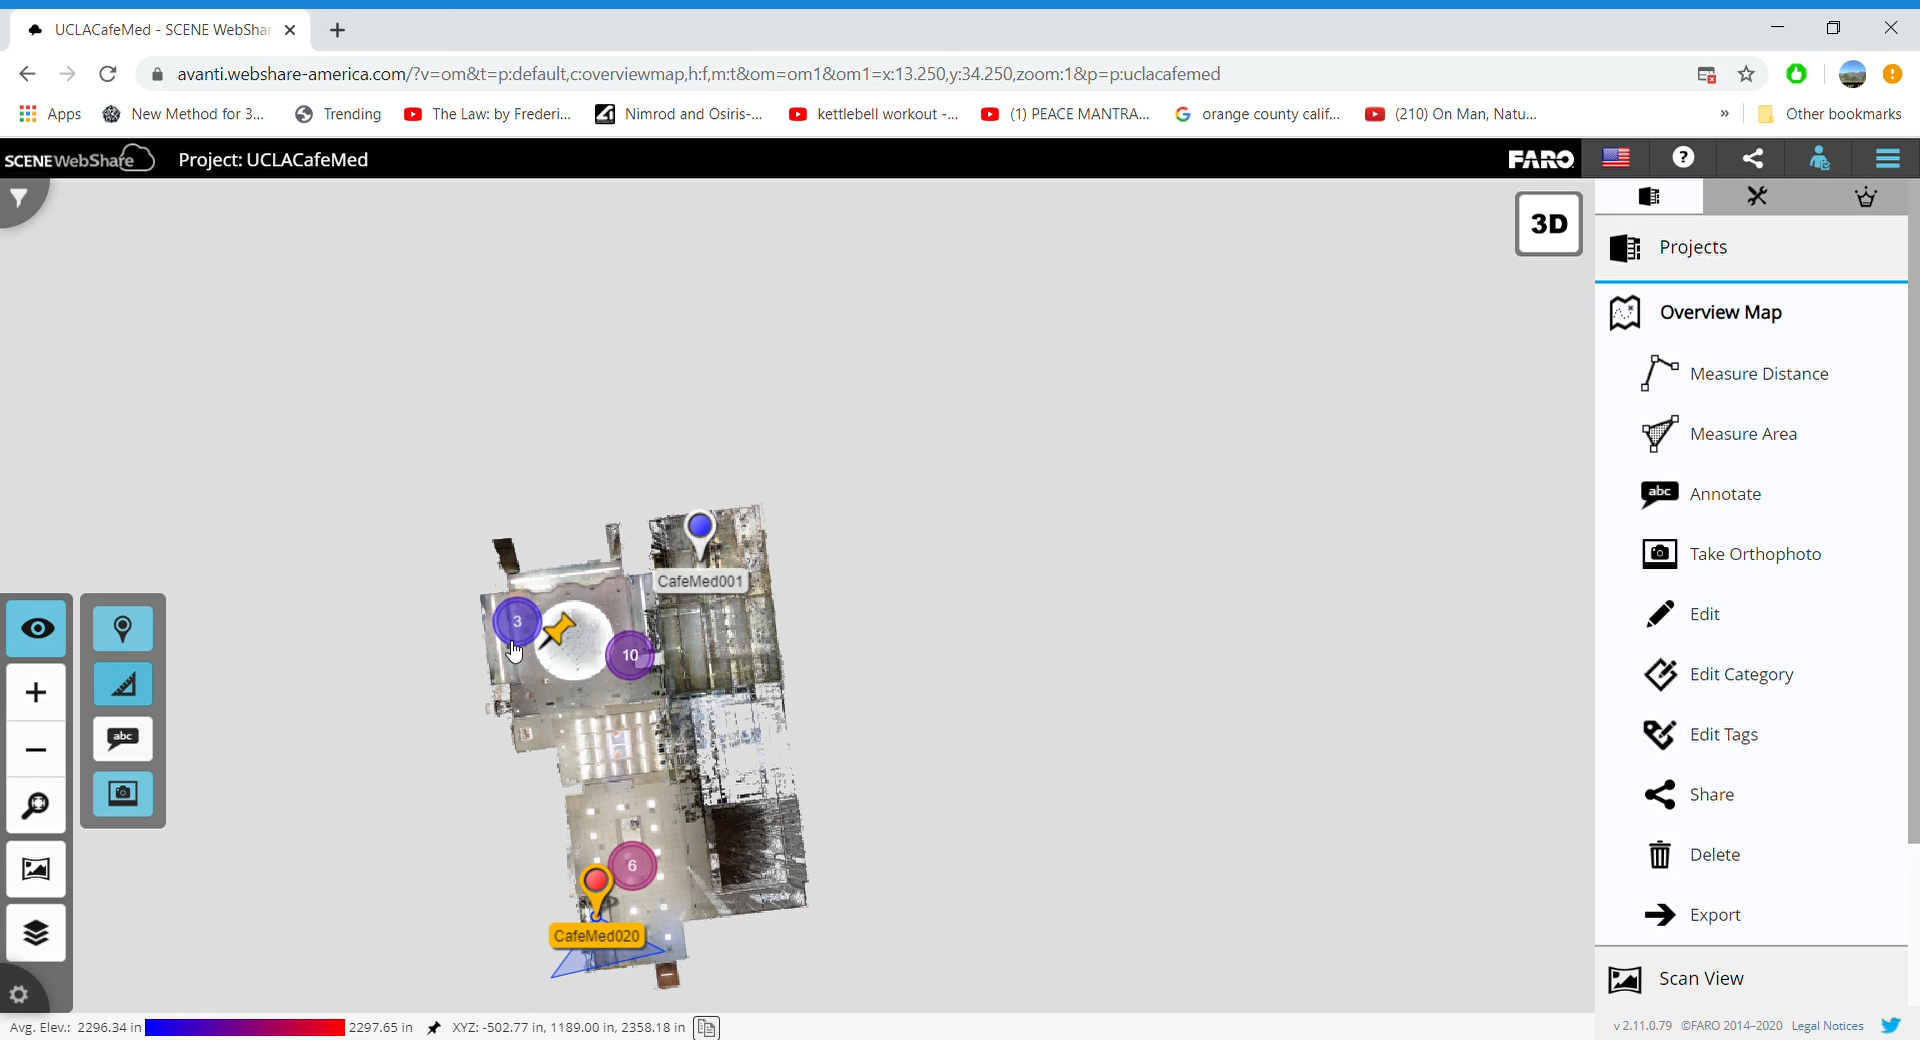 UCLACafeMed - SCENE WebSha
avanti.webshare-america.com/?v=om&t=p:default,c:overviewmap,h:f,m:t&om=om1&om1=x:13.250,y:34.250,zoom:1&p=p:uclacafemed
Apps
New Method for 3...
Trending
The Law: by Frederi...
Nimrod and Osiris-...
kettlebell workout -...
(1) PEACE MANTRA...
orange county calif...
(210) On Man, Natu...
»
Other bookmarks
SCENE WebShare
Project: UCLACafeMed
FARO
3D
Projects
Overview Map
Measure Distance
Measure Area
abc
Annotate
Take Orthophoto
Edit
Edit Category
Edit Tags
Share
Delete
Export
Scan View
CafeMed001
3
10
abc
6
CafeMed020
Avg. Elev.: 2296.34 in
2297.65 in
XYZ: -502.77 in, 1189.00 in, 2358.18 in
v 2.11.0.79 ©FARO 2014–2020 Legal Notices